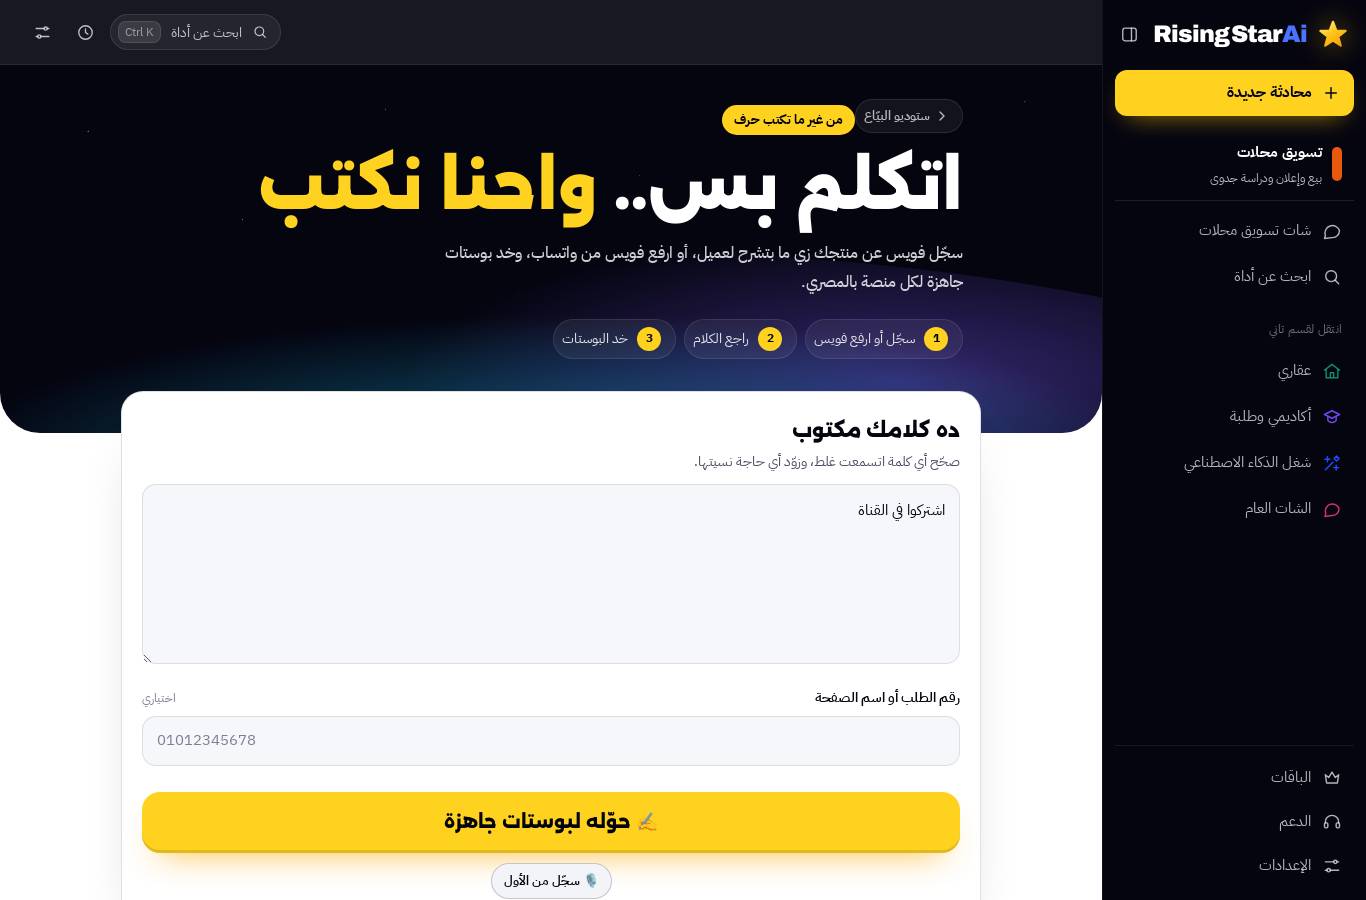 RisingStarAi
محادثة جديدة
تسويق محلات
بيع وإعلان ودراسة جدوى
شات تسويق محلات
ابحث عن أداة
انتقل لقسم تاني
عقاري
أكاديمي وطلبة
شغل الذكاء الاصطناعي
الشات العام
الباقات
الدعم
الإعدادات
ابحث عن أداة Ctrl K
ستوديو البيّاع
من غير ما تكتب حرف
اتكلم بس.. واحنا نكتب
سجّل فويس عن منتجك زي ما بتشرح لعميل، أو ارفع فويس من واتساب، وخد بوستات
جاهزة لكل منصة بالمصري.
1 سجّل أو ارفع فويس
2 راجع الكلام
3 خد البوستات
ده كلامك مكتوب
صحّح أي كلمة اتسمعت غلط، وزوّد أي حاجة نسيتها.
اشتركوا في القناة
رقم الطلب أو اسم الصفحة
اختياري
01012345678
✍️ حوّله لبوستات جاهزة
🎙️ سجّل من الأول